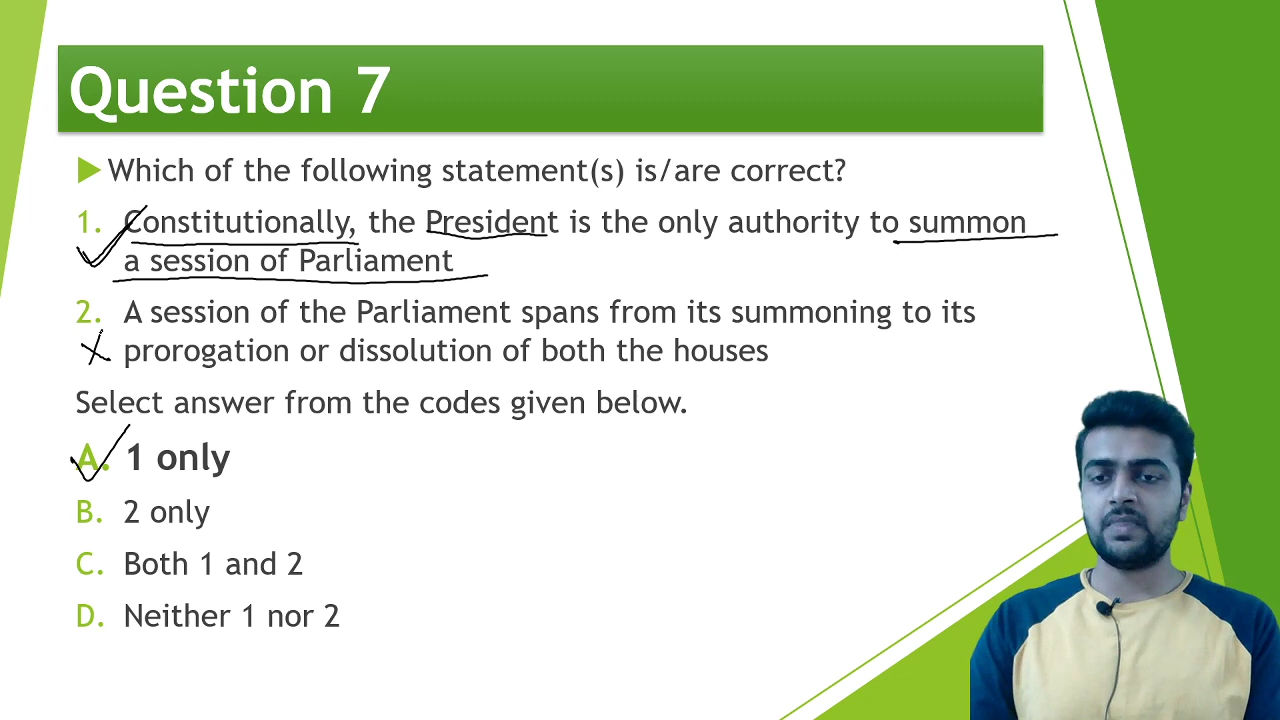 Question 7
Which of the following statement(s) is/are correct?
1. Constitutionally, the President is the only authority to summon
a session of Parliament
2. A session of the Parliament spans from its summoning to its
prorogation or dissolution of both the houses
Select answer from the codes given below.
A. 1 only
B. 2 only
C. Both 1 and 2
D. Neither 1 nor 2